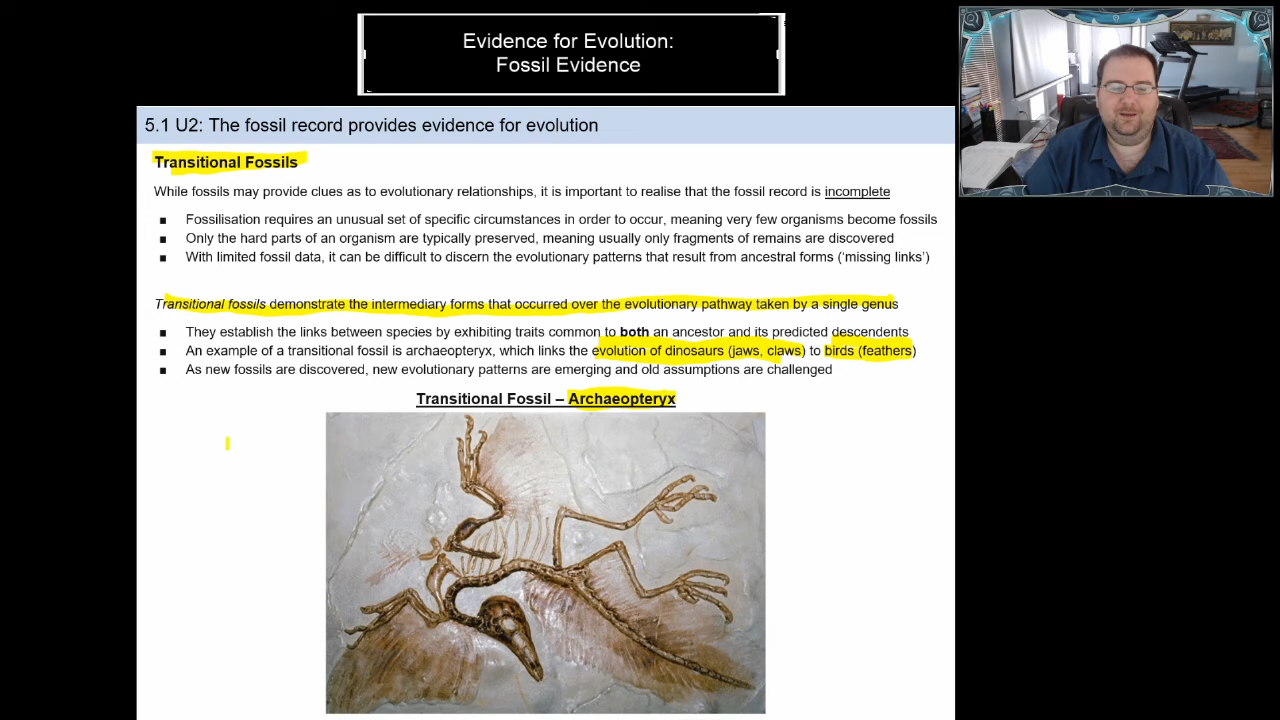 Evidence for Evolution:
Fossil Evidence
5.1 U2: The fossil record provides evidence for evolution
Transitional Fossils
While fossils may provide clues as to evolutionary relationships, it is important to realise that the fossil record is incomplete
▪ Fossilisation requires an unusual set of specific circumstances in order to occur, meaning very few organisms become fossils
▪ Only the hard parts of an organism are typically preserved, meaning usually only fragments of remains are discovered
▪ With limited fossil data, it can be difficult to discern the evolutionary patterns that result from ancestral forms (‘missing links’)
Transitional fossils demonstrate the intermediary forms that occurred over the evolutionary pathway taken by a single genus
▪ They establish the links between species by exhibiting traits common to both an ancestor and its predicted descendents
▪ An example of a transitional fossil is archaeopteryx, which links the evolution of dinosaurs (jaws, claws) to birds (feathers)
▪ As new fossils are discovered, new evolutionary patterns are emerging and old assumptions are challenged
Transitional Fossil – Archaeopteryx